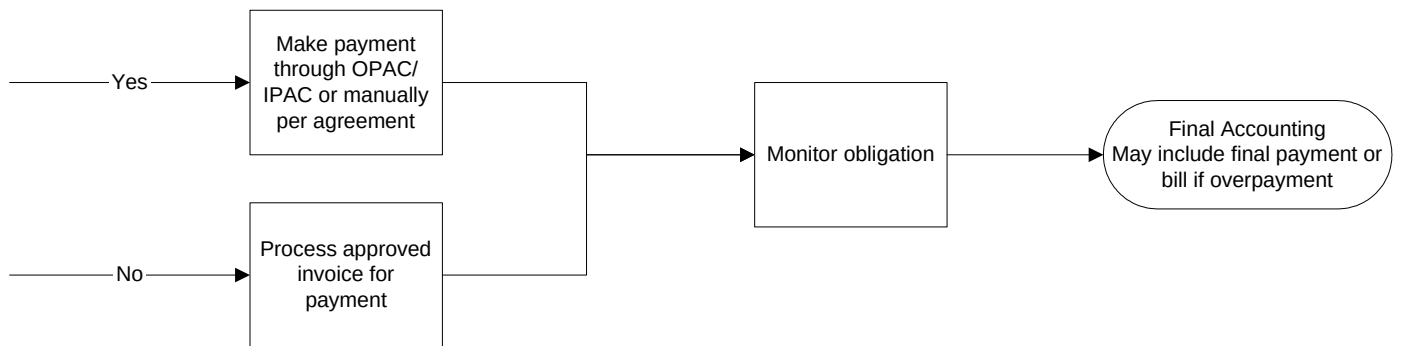 Yes
Make payment
through OPAC/
IPAC or manually
per agreement
Monitor obligation
Final Accounting
May include final payment or
bill if overpayment
No
Process approved
invoice for
payment